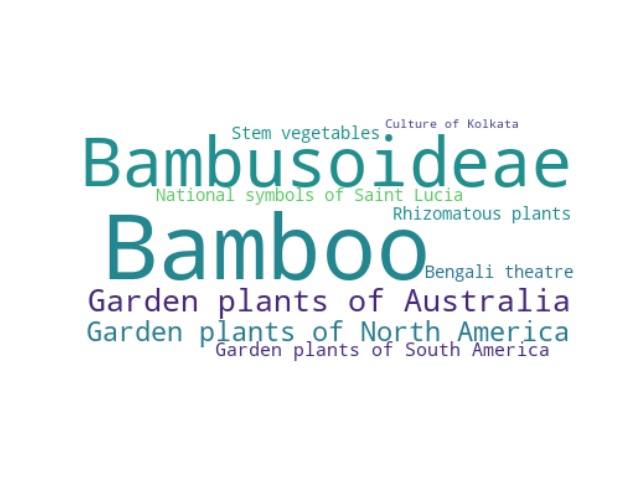 Culture of Kolkata
Stem vegetables
Bambusoideae
National symbols of Saint Lucia
Rhizomatous plants
Bamboo
Bengali theatre
Garden plants of Australia
Garden plants of North America
Garden plants of South America